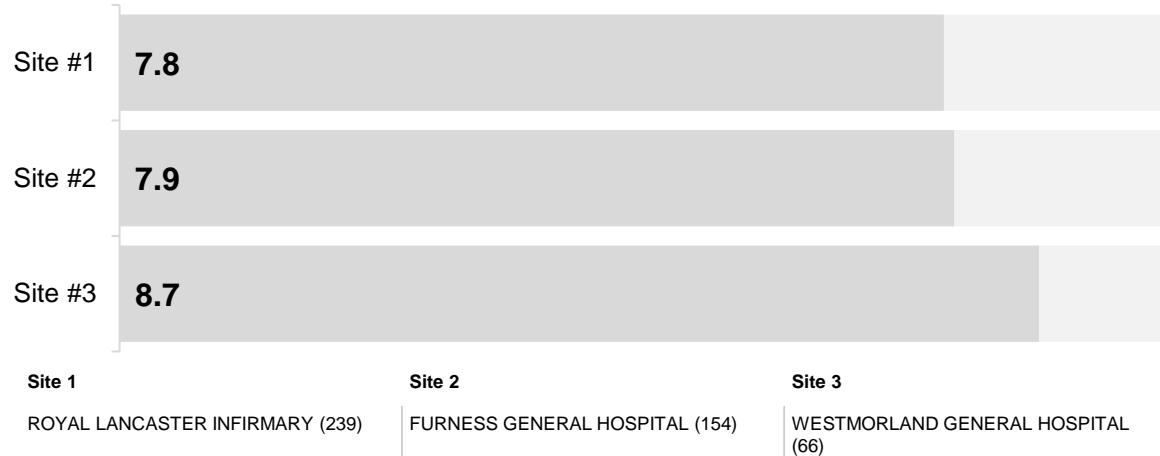 Site #1 7.8
Site #2 7.9
Site #3 8.7
Site 1 Site 2 Site 3
ROYAL LANCASTER INFIRMARY (239) FURNESS GENERAL HOSPITAL (154) WESTMORLAND GENERAL HOSPITAL
(66)